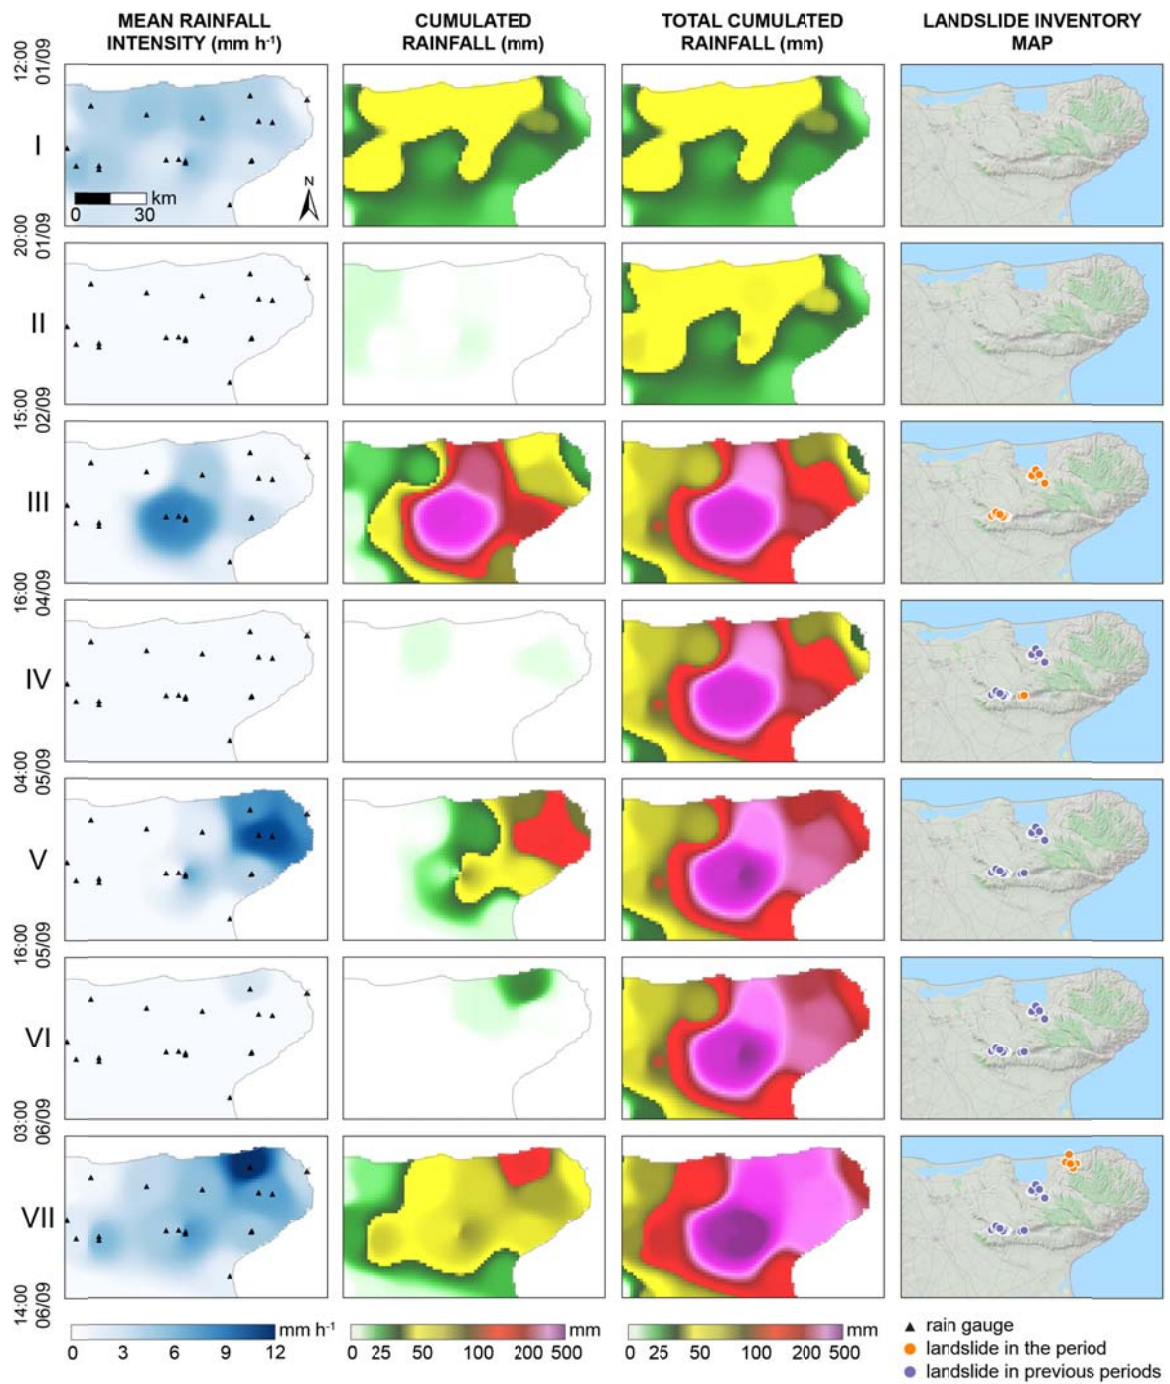 MEAN RAINFALL
INTENSITY (mm h-1)
CUMULATED
RAINFALL (mm)
TOTAL CUMULATED
RAINFALL (mm)
LANDSLIDE INVENTORY
MAP
12:00
01/09
I
km
0 30
N
20:00
01/09
II
15:00
02/09
III
16:00
04/09
IV
04:00
05/09
V
16:00
05/09
VI
03:00
06/09
VII
14:00
06/09
mm h-1
0 3 6 9 12
mm
0 25 50 100 200 500
mm
0 25 50 100 200 500
rain gauge
landslide in the period
landslide in previous periods